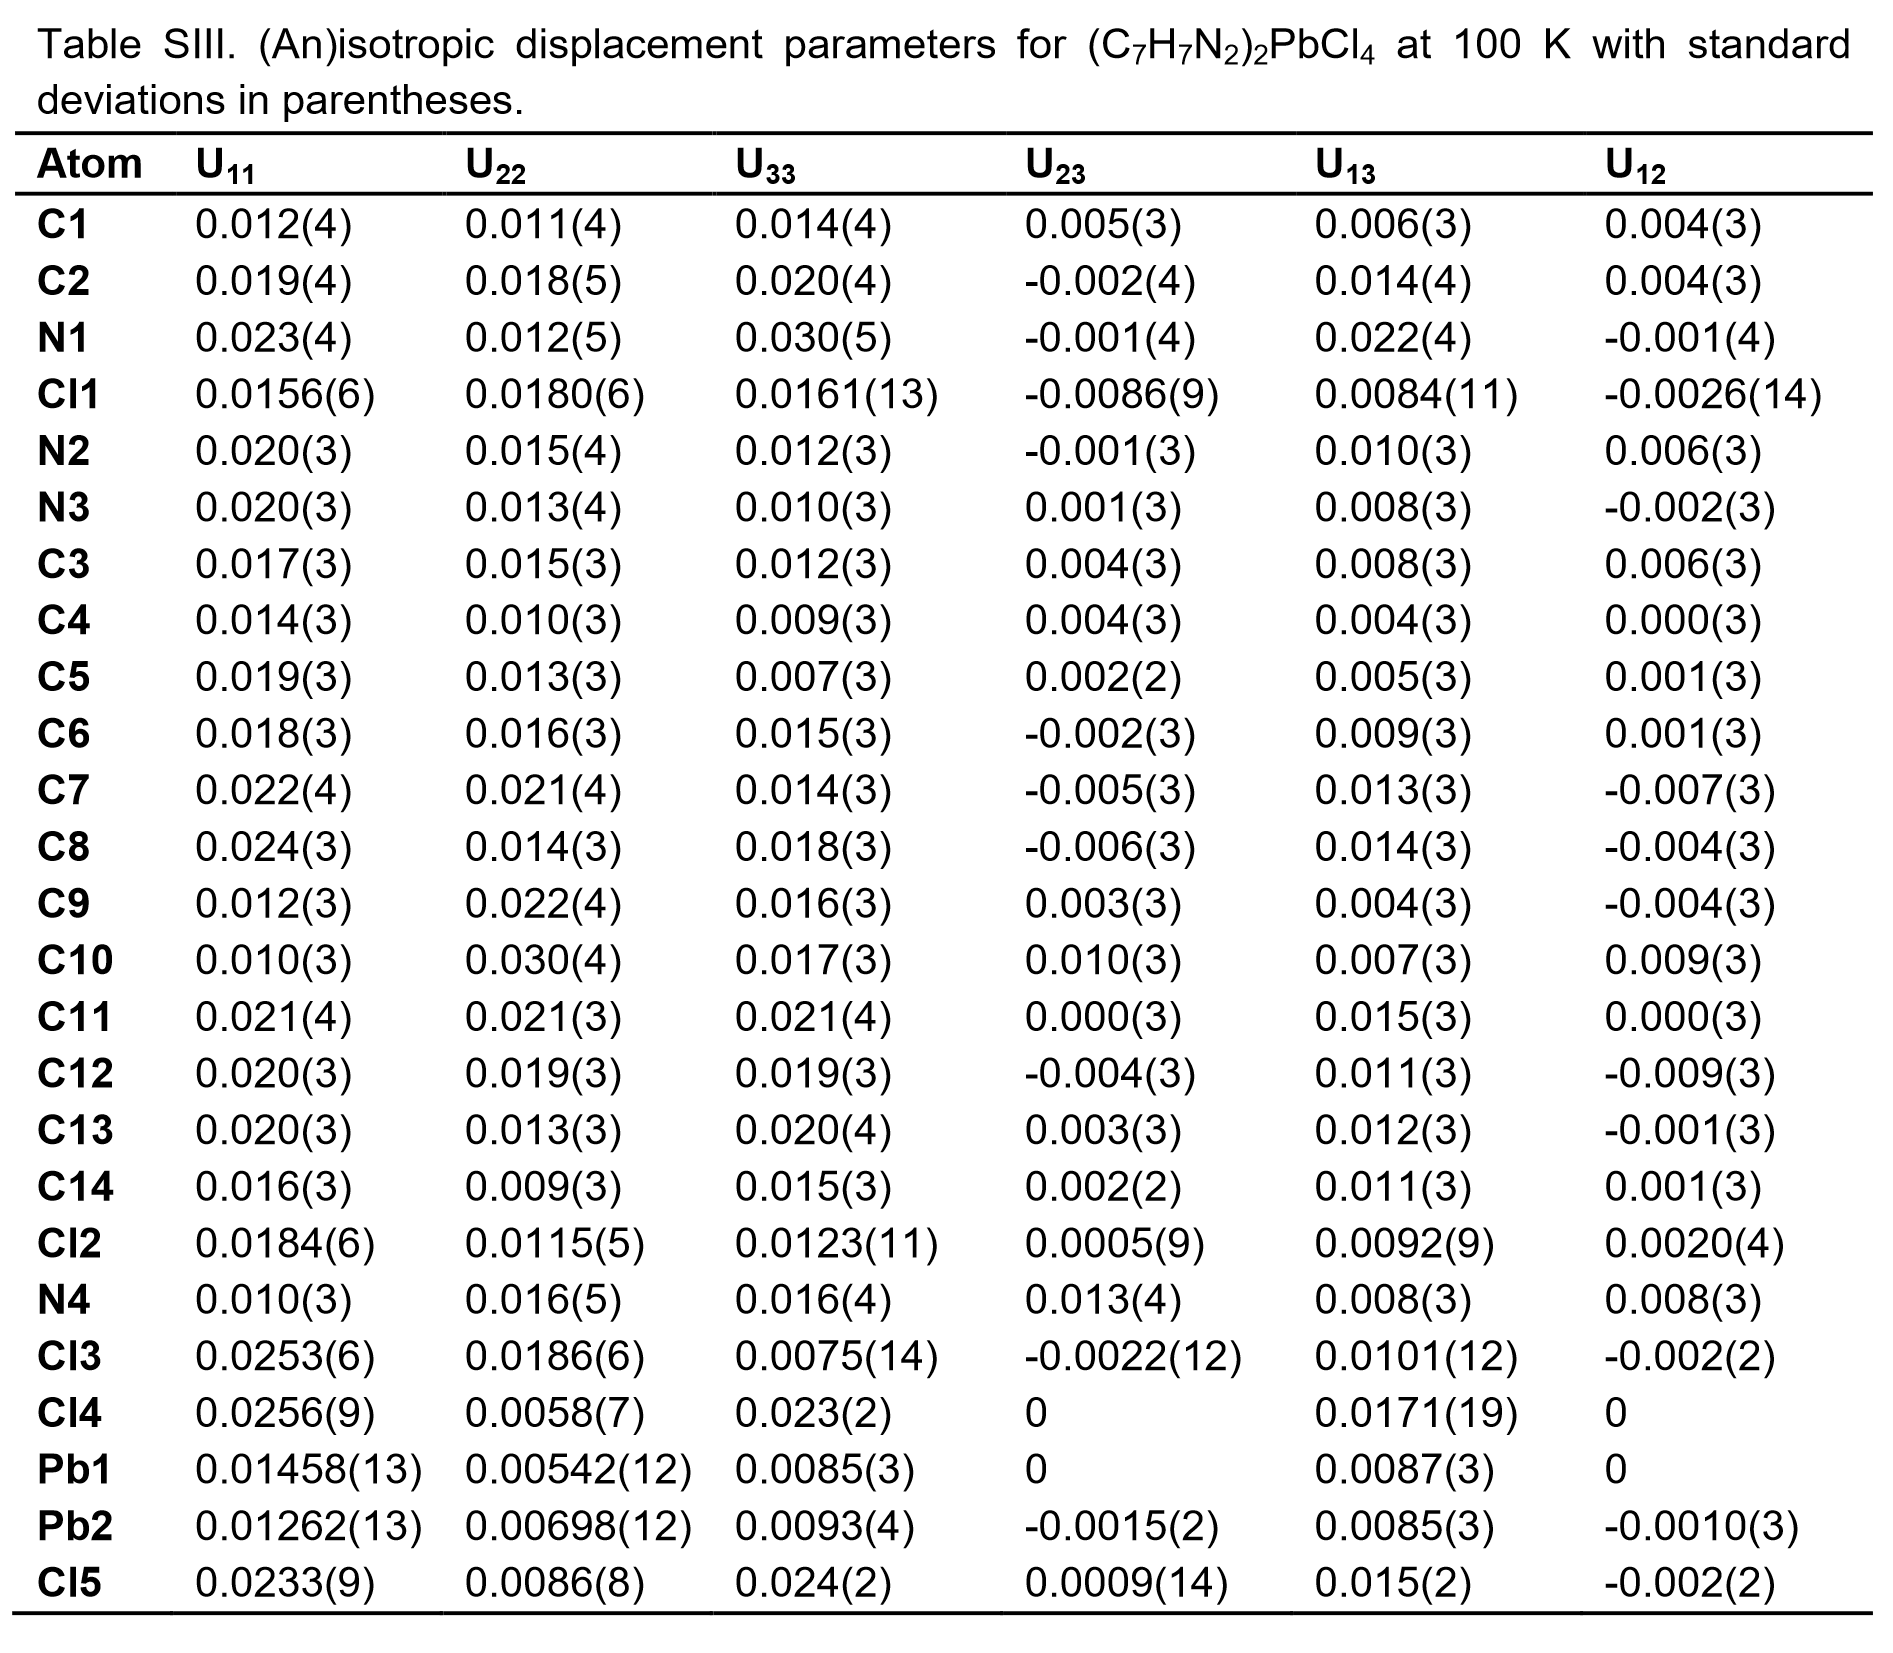 Table SIII. (An)isotropic displacement parameters for (C₇H₇N₂)₂PbCl₄ at 100 K with standard
deviations in parentheses.
Atom U₁₁ U₂₂ U₃₃ U₂₃ U₁₃ U₁₂
C1 0.012(4) 0.011(4) 0.014(4) 0.005(3) 0.006(3) 0.004(3)
C2 0.019(4) 0.018(5) 0.020(4) -0.002(4) 0.014(4) 0.004(3)
N1 0.023(4) 0.012(5) 0.030(5) -0.001(4) 0.022(4) -0.001(4)
Cl1 0.0156(6) 0.0180(6) 0.0161(13) -0.0086(9) 0.0084(11) -0.0026(14)
N2 0.020(3) 0.015(4) 0.012(3) -0.001(3) 0.010(3) 0.006(3)
N3 0.020(3) 0.013(4) 0.010(3) 0.001(3) 0.008(3) -0.002(3)
C3 0.017(3) 0.015(3) 0.012(3) 0.004(3) 0.008(3) 0.006(3)
C4 0.014(3) 0.010(3) 0.009(3) 0.004(3) 0.004(3) 0.000(3)
C5 0.019(3) 0.013(3) 0.007(3) 0.002(2) 0.005(3) 0.001(3)
C6 0.018(3) 0.016(3) 0.015(3) -0.002(3) 0.009(3) 0.001(3)
C7 0.022(4) 0.021(4) 0.014(3) -0.005(3) 0.013(3) -0.007(3)
C8 0.024(3) 0.014(3) 0.018(3) -0.006(3) 0.014(3) -0.004(3)
C9 0.012(3) 0.022(4) 0.016(3) 0.003(3) 0.004(3) -0.004(3)
C10 0.010(3) 0.030(4) 0.017(3) 0.010(3) 0.007(3) 0.009(3)
C11 0.021(4) 0.021(3) 0.021(4) 0.000(3) 0.015(3) 0.000(3)
C12 0.020(3) 0.019(3) 0.019(3) -0.004(3) 0.011(3) -0.009(3)
C13 0.020(3) 0.013(3) 0.020(4) 0.003(3) 0.012(3) -0.001(3)
C14 0.016(3) 0.009(3) 0.015(3) 0.002(2) 0.011(3) 0.001(3)
Cl2 0.0184(6) 0.0115(5) 0.0123(11) 0.0005(9) 0.0092(9) 0.0020(4)
N4 0.010(3) 0.016(5) 0.016(4) 0.013(4) 0.008(3) 0.008(3)
Cl3 0.0253(6) 0.0186(6) 0.0075(14) -0.0022(12) 0.0101(12) -0.002(2)
Cl4 0.0256(9) 0.0058(7) 0.023(2) 0 0.0171(19) 0
Pb1 0.01458(13) 0.00542(12) 0.0085(3) 0 0.0087(3) 0
Pb2 0.01262(13) 0.00698(12) 0.0093(4) -0.0015(2) 0.0085(3) -0.0010(3)
Cl5 0.0233(9) 0.0086(8) 0.024(2) 0.0009(14) 0.015(2) -0.002(2)